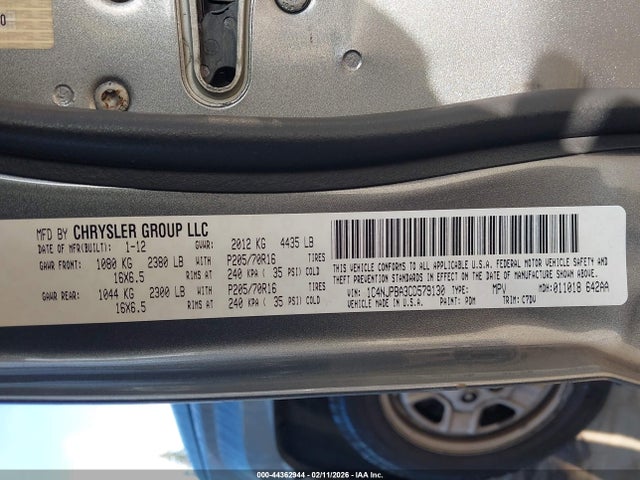 0
MFD BY CHRYSLER GROUP LLC
DATE OF MFR(BUILT): 1-12 GVWR: 2012 KG 4435 LB
GAWR FRONT: 1080 KG 2380 LB WITH P205/70R16 TIRES
16X6.5 RIMS AT 240 KPA ( 35 PSI) COLD
GAWR REAR: 1044 KG 2300 LB WITH P205/70R16 TIRES
16X6.5 RIMS AT 240 KPA ( 35 PSI) COLD
THIS VEHICLE CONFORMS TO ALL APPLICABLE U.S.A. FEDERAL MOTOR VEHICLE SAFETY AND
THEFT PREVENTION STANDARDS IN EFFECT ON THE DATE OF MANUFACTURE SHOWN ABOVE.
VIN: 1C4NJPBA3CD579130 TYPE: MPV MDH:011018 642AA
VEHICLE MADE IN U.S.A. PAINT: PDM TRIM: C7DV
000-44362944 - 02/11/2026 - IAA Inc.